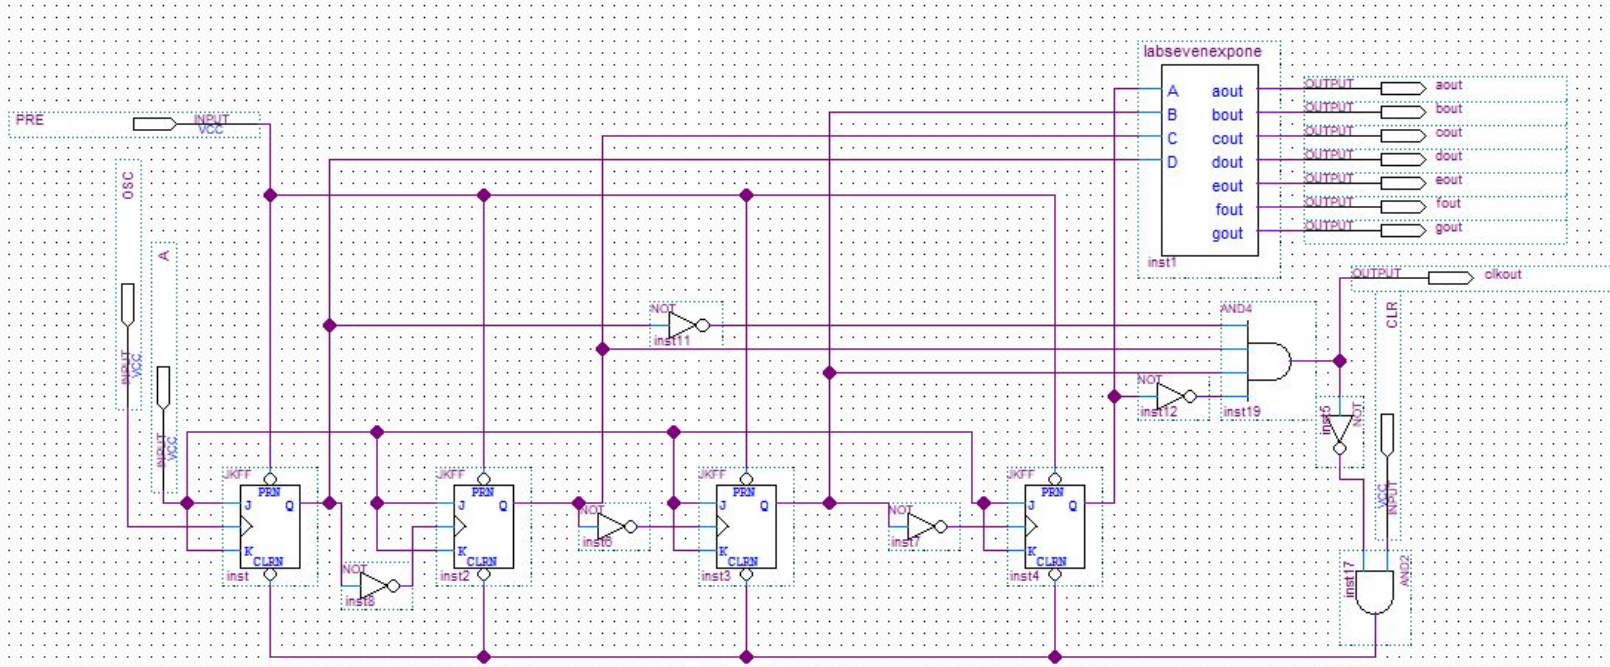 labsevenexpone
A aout OUTPUT aout
B bout OUTPUT bout
C cout OUTPUT cout
D dout OUTPUT dout
eout OUTPUT eout
fout OUTPUT fout
gout OUTPUT gout
inst1
PRE INPUT
VCC
OSC
INPUT
VCC
A
INPUT
VCC
OUTPUT clkout
CLR
INPUT
VCC
NOT
inst11
AND4
inst19
NOT
inst12
NOT
inst5
JKFF
PRN
J Q
K
CLRN
inst
NOT
inst8
JKFF
PRN
J Q
K
CLRN
inst2
NOT
inst6
JKFF
PRN
J Q
K
CLRN
inst3
NOT
inst7
JKFF
PRN
J Q
K
CLRN
inst4
AND2
inst17